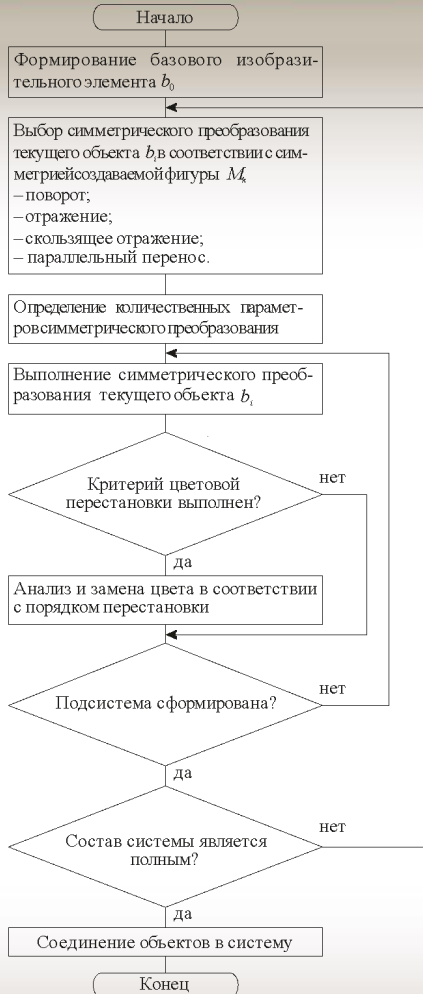 Начало
Формирование базового изобрази-
тельного элемента b₀
Выбор симметрического преобразования
текущего объекта bᵢ в соответствии с сим-
метрией создаваемой фигуры Mₖ
– поворот;
– отражение;
– скользящее отражение;
– параллельный перенос.
Определение количественных парамет-
ров симметрического преобразования
Выполнение симметрического преоб-
разования текущего объекта bᵢ
Критерий цветовой
перестановки выполнен?
нет
да
Анализ и замена цвета в соответствии
с порядком перестановки
Подсистема сформирована?
нет
да
Состав системы является
полным?
нет
да
Соединение объектов в систему
Конец